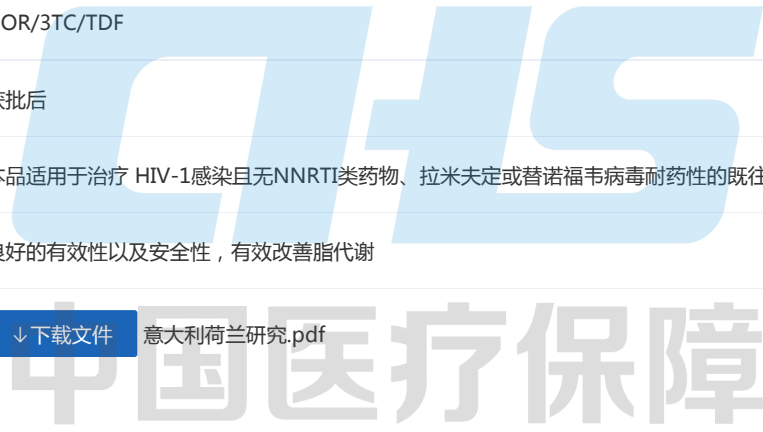 OR/3TC/TDF
获批后
本品适用于治疗 HIV-1感染且无NNRTI类药物、拉米夫定或替诺福韦病毒耐药性的既往
良好的有效性以及安全性，有效改善脂代谢
↓下载文件 意大利荷兰研究.pdf
CHS
中国医疗保障